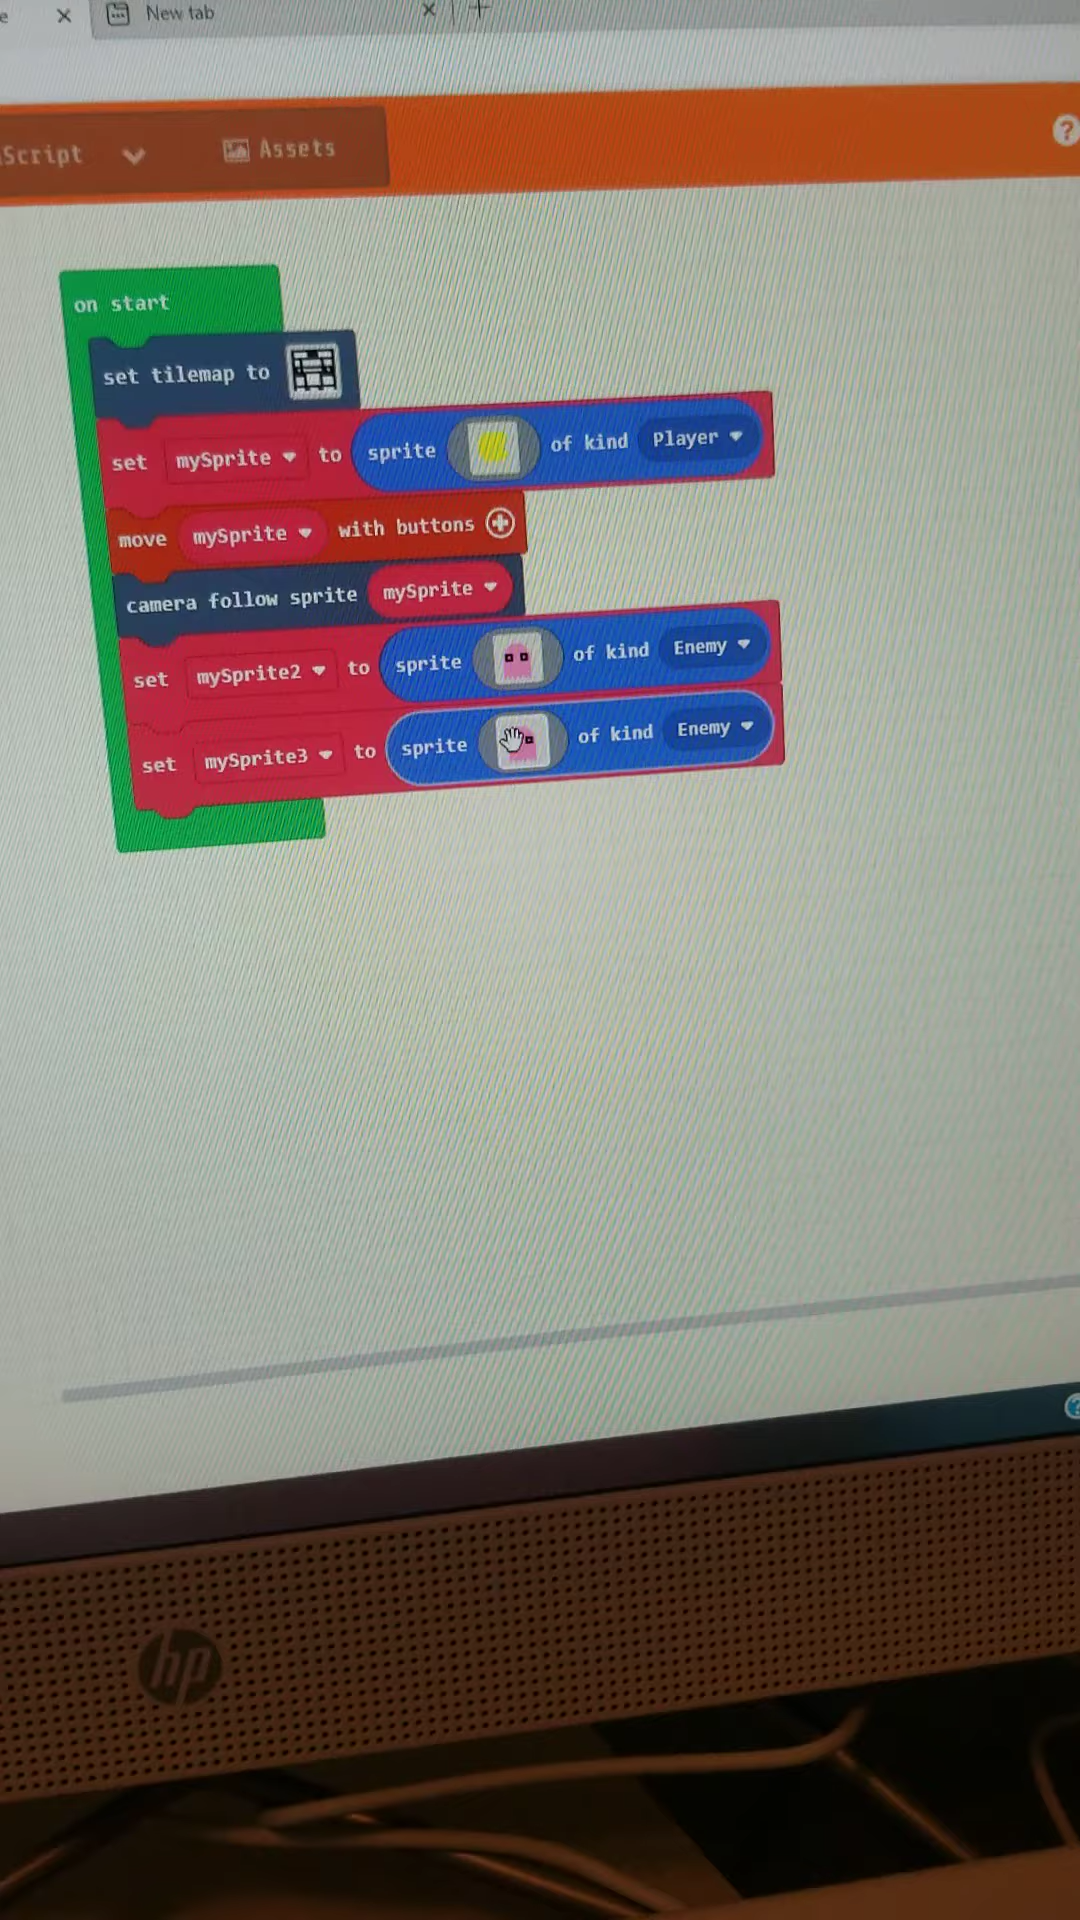 New tab
Script
Assets
?
on start
set tilemap to
set mySprite to sprite of kind Player
move mySprite with buttons
camera follow sprite mySprite
set mySprite2 to sprite of kind Enemy
set mySprite3 to sprite of kind Enemy
?
hp